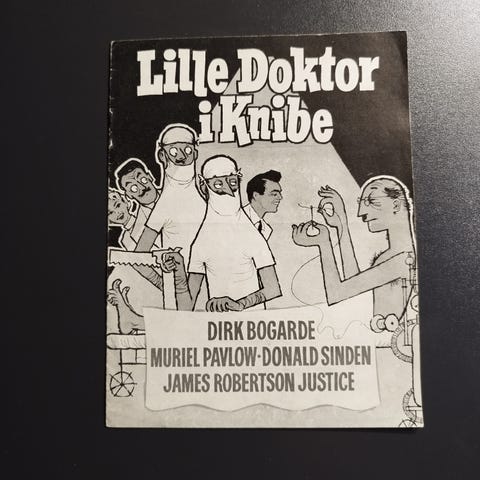 Lille Doktor
i Knibe
DIRK BOGARDE
MURIEL PAVLOW·DONALD SINDEN
JAMES ROBERTSON JUSTICE